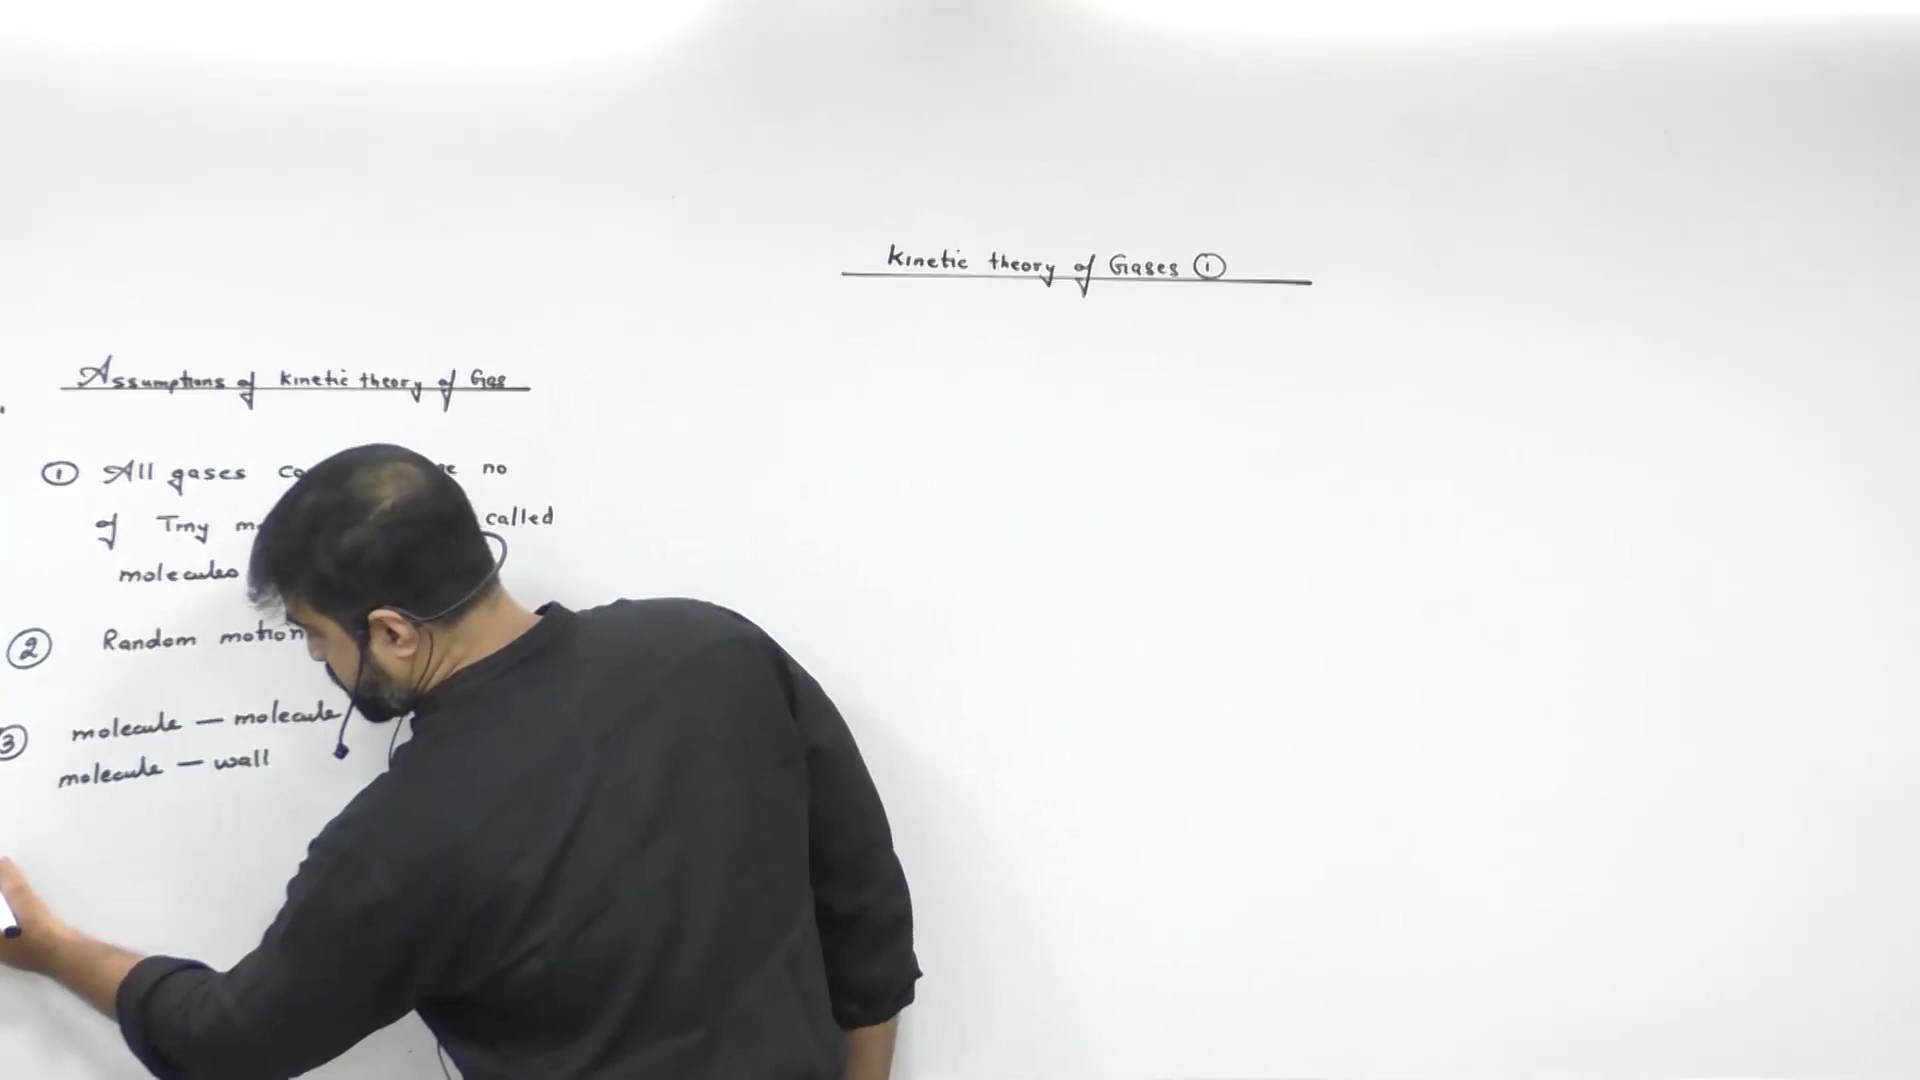 Kinetic theory of Gases ①
Assumptions of kinetic theory of Gas
① All gases no
of Tiny called
molecules
② Random motion
③ molecule — molecule
molecule — wall